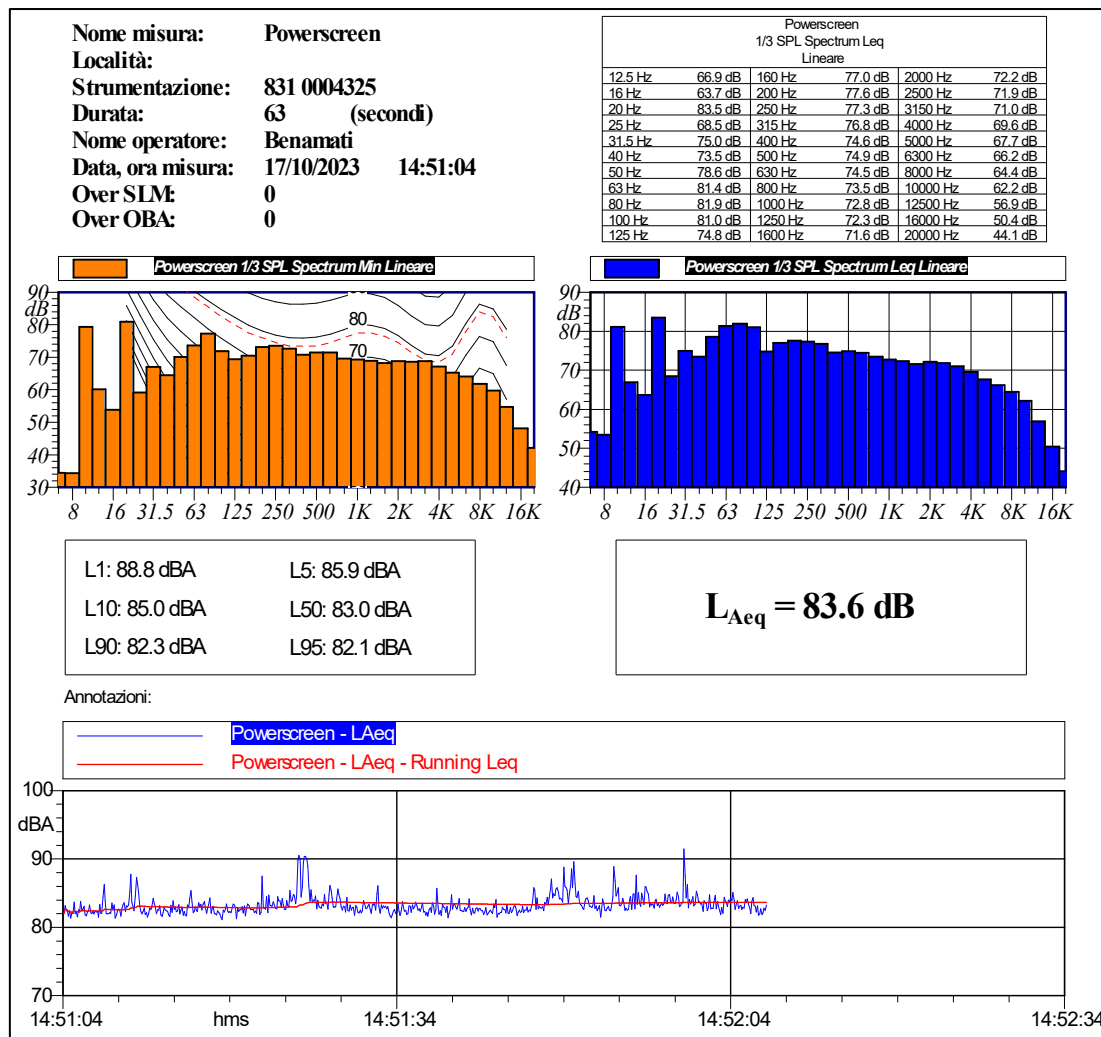 Nome misura: Powerscreen
Località:
Strumentazione: 831 0004325
Durata: 63 (secondi)
Nome operatore: Benamati
Data, ora misura: 17/10/2023 14:51:04
Over SLM: 0
Over OBA: 0
Powerscreen
1/3 SPL Spectrum Leq
Lineare
12.5 Hz 66.9 dB 160 Hz 77.0 dB 2000 Hz 72.2 dB
16 Hz 63.7 dB 200 Hz 77.6 dB 2500 Hz 71.9 dB
20 Hz 83.5 dB 250 Hz 77.3 dB 3150 Hz 71.0 dB
25 Hz 68.5 dB 315 Hz 76.8 dB 4000 Hz 69.6 dB
31.5 Hz 75.0 dB 400 Hz 74.6 dB 5000 Hz 67.7 dB
40 Hz 73.5 dB 500 Hz 74.9 dB 6300 Hz 66.2 dB
50 Hz 78.6 dB 630 Hz 74.5 dB 8000 Hz 64.4 dB
63 Hz 81.4 dB 800 Hz 73.5 dB 10000 Hz 62.2 dB
80 Hz 81.9 dB 1000 Hz 72.8 dB 12500 Hz 56.9 dB
100 Hz 81.0 dB 1250 Hz 72.3 dB 16000 Hz 50.4 dB
125 Hz 74.8 dB 1600 Hz 71.6 dB 20000 Hz 44.1 dB
Powerscreen 1/3 SPL Spectrum Min Lineare
90
dB
80
70
60
50
40
30
80
70
8 16 31.5 63 125 250 500 1K 2K 4K 8K 16K
Powerscreen 1/3 SPL Spectrum Leq Lineare
90
dB
80
70
60
50
40
8 16 31.5 63 125 250 500 1K 2K 4K 8K 16K
L1: 88.8 dBA L5: 85.9 dBA
L10: 85.0 dBA L50: 83.0 dBA
L90: 82.3 dBA L95: 82.1 dBA
LAeq = 83.6 dB
Annotazioni:
Powerscreen - LAeq
Powerscreen - LAeq - Running Leq
100
dBA
90
80
70
14:51:04 hms 14:51:34 14:52:04 14:52:34